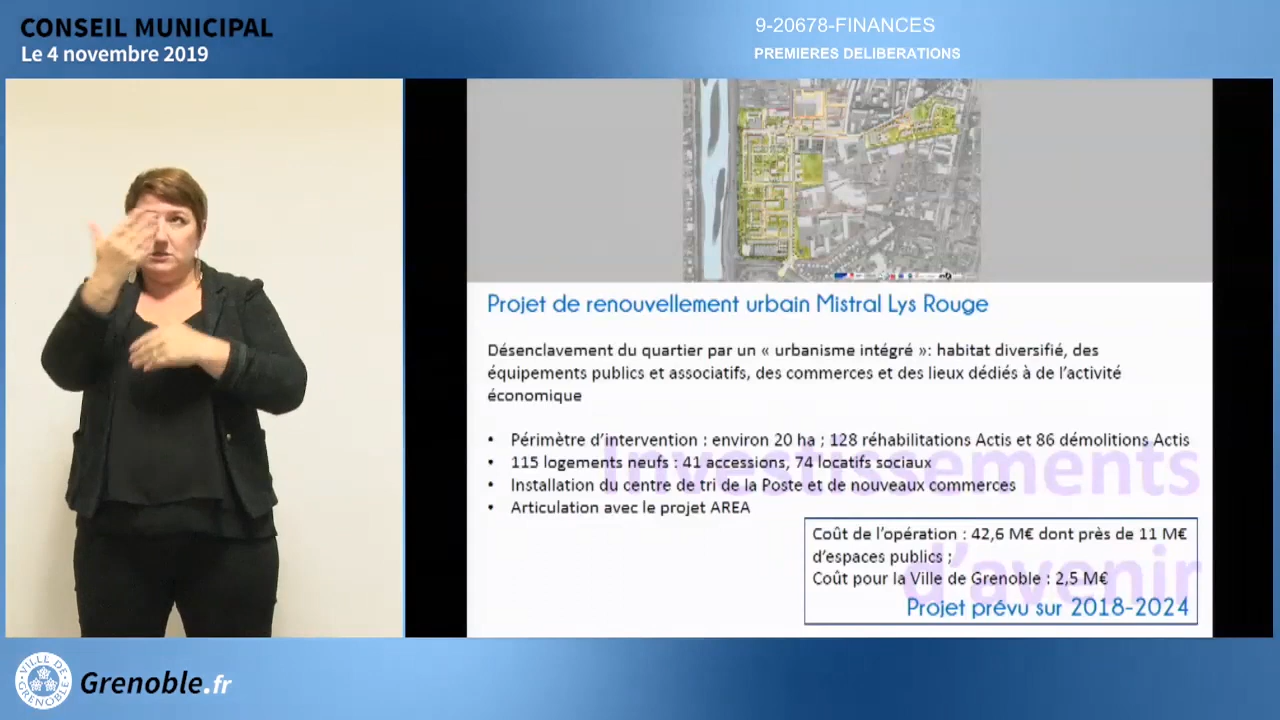 CONSEIL MUNICIPAL
Le 4 novembre 2019
9-20678-FINANCES
PREMIERES DELIBERATIONS
Projet de renouvellement urbain Mistral Lys Rouge
Désenclavement du quartier par un « urbanisme intégré »: habitat diversifié, des
équipements publics et associatifs, des commerces et des lieux dédiés à de l'activité
économique
• Périmètre d'intervention : environ 20 ha ; 128 réhabilitations Actis et 86 démolitions Actis
• 115 logements neufs : 41 accessions, 74 locatifs sociaux
• Installation du centre de tri de la Poste et de nouveaux commerces
• Articulation avec le projet AREA
Investissements
d'avenir
Coût de l'opération : 42,6 M€ dont près de 11 M€
d'espaces publics ;
Coût pour la Ville de Grenoble : 2,5 M€
Projet prévu sur 2018-2024
VILLE DE
GRENOBLE
Grenoble.fr